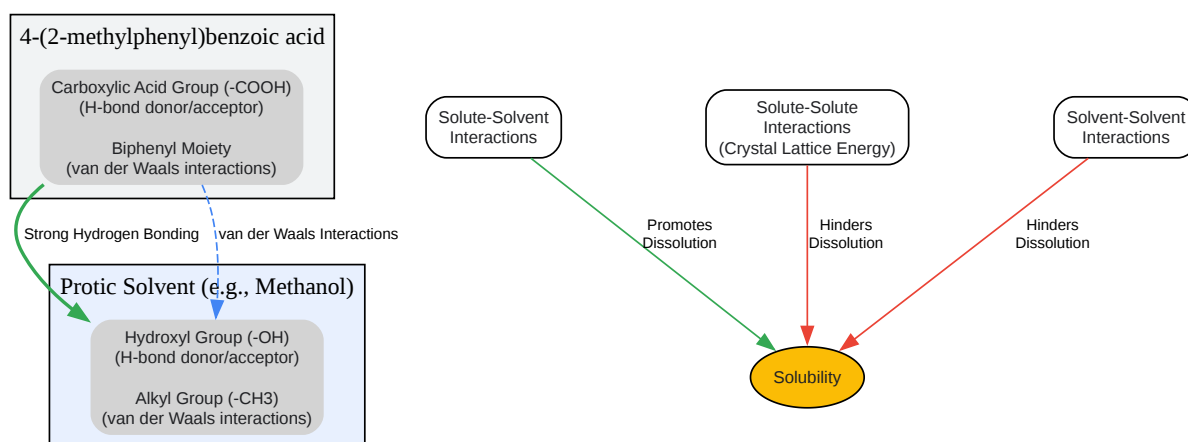 4-(2-methylphenyl)benzoic acid
Carboxylic Acid Group (-COOH)
(H-bond donor/acceptor)
Biphenyl Moiety
(van der Waals interactions)
Strong Hydrogen Bonding
van der Waals Interactions
Protic Solvent (e.g., Methanol)
Hydroxyl Group (-OH)
(H-bond donor/acceptor)
Alkyl Group (-CH3)
(van der Waals interactions)
Solute-Solvent
Interactions
Solute-Solute
Interactions
(Crystal Lattice Energy)
Solvent-Solvent
Interactions
Promotes
Dissolution
Hinders
Dissolution
Hinders
Dissolution
Solubility